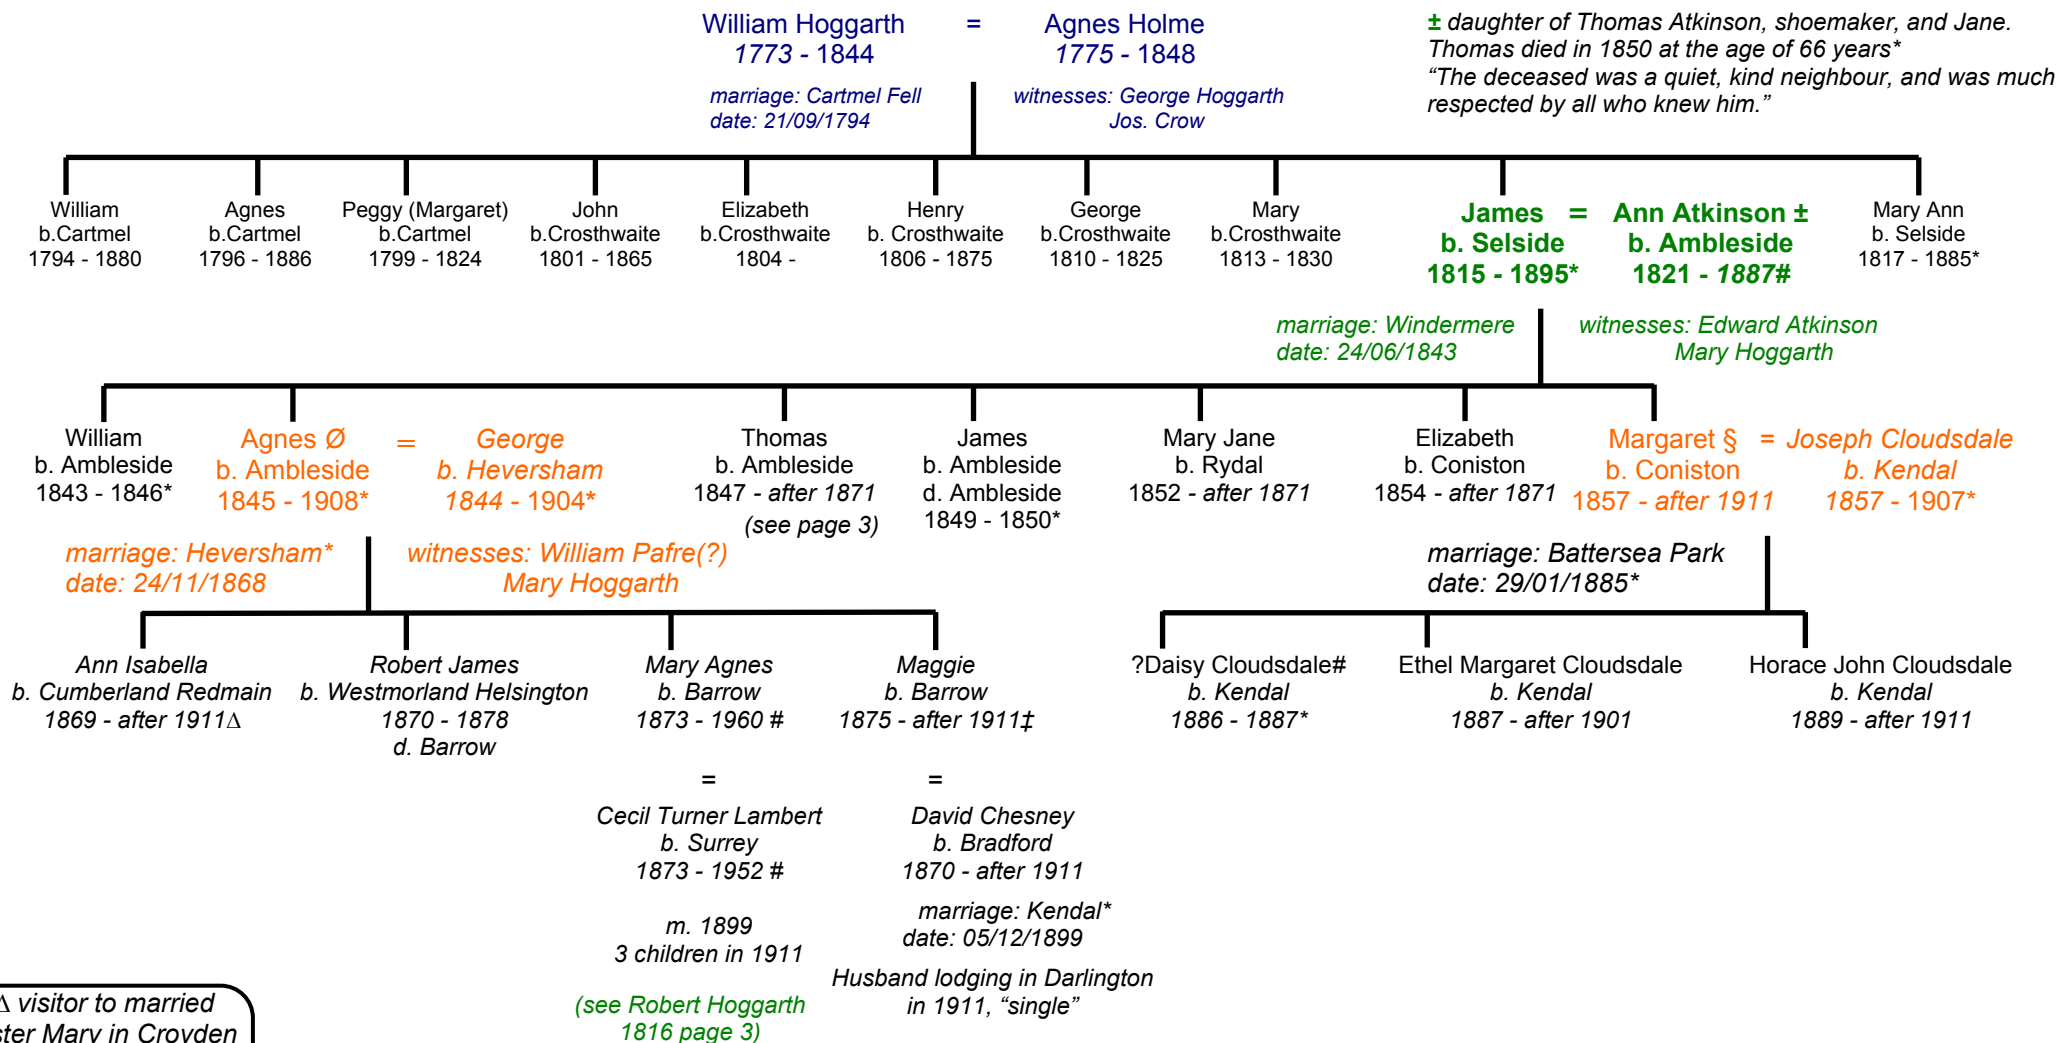 William Hoggarth = Agnes Holme
1773 - 1844 1775 - 1848
marriage: Cartmel Fell witnesses: George Hoggarth
date: 21/09/1794 Jos. Crow
± daughter of Thomas Atkinson, shoemaker, and Jane.
Thomas died in 1850 at the age of 66 years*
“The deceased was a quiet, kind neighbour, and was much
respected by all who knew him.”
William
b.Cartmel
1794 - 1880
Agnes
b.Cartmel
1796 - 1886
Peggy (Margaret)
b.Cartmel
1799 - 1824
John
b.Crosthwaite
1801 - 1865
Elizabeth
b.Crosthwaite
1804 -
Henry
b. Crosthwaite
1806 - 1875
George
b.Crosthwaite
1810 - 1825
Mary
b.Crosthwaite
1813 - 1830
James = Ann Atkinson ±
b. Selside b. Ambleside
1815 - 1895* 1821 - 1887#
Mary Ann
b. Selside
1817 - 1885*
marriage: Windermere witnesses: Edward Atkinson
date: 24/06/1843 Mary Hoggarth
William
b. Ambleside
1843 - 1846*
Agnes Ø = George
b. Ambleside b. Heversham
1845 - 1908* 1844 - 1904*
Thomas
b. Ambleside
1847 - after 1871
(see page 3)
James
b. Ambleside
d. Ambleside
1849 - 1850*
Mary Jane
b. Rydal
1852 - after 1871
Elizabeth
b. Coniston
1854 - after 1871
Margaret § = Joseph Cloudsdale
b. Coniston b. Kendal
1857 - after 1911 1857 - 1907*
marriage: Heversham* witnesses: William Pafre(?)
date: 24/11/1868 Mary Hoggarth
marriage: Battersea Park
date: 29/01/1885*
Ann Isabella
b. Cumberland Redmain
1869 - after 1911∆
Robert James
b. Westmorland Helsington
1870 - 1878
d. Barrow
Mary Agnes
b. Barrow
1873 - 1960 #
Maggie
b. Barrow
1875 - after 1911‡
?Daisy Cloudsdale#
b. Kendal
1886 - 1887*
Ethel Margaret Cloudsdale
b. Kendal
1887 - after 1901
Horace John Cloudsdale
b. Kendal
1889 - after 1911
=
Cecil Turner Lambert
b. Surrey
1873 - 1952 #
m. 1899
3 children in 1911
(see Robert Hoggarth
1816 page 3)
=
David Chesney
b. Bradford
1870 - after 1911
marriage: Kendal*
date: 05/12/1899
Husband lodging in Darlington
in 1911, “single”
∆ visitor to married
Mary in Croyden